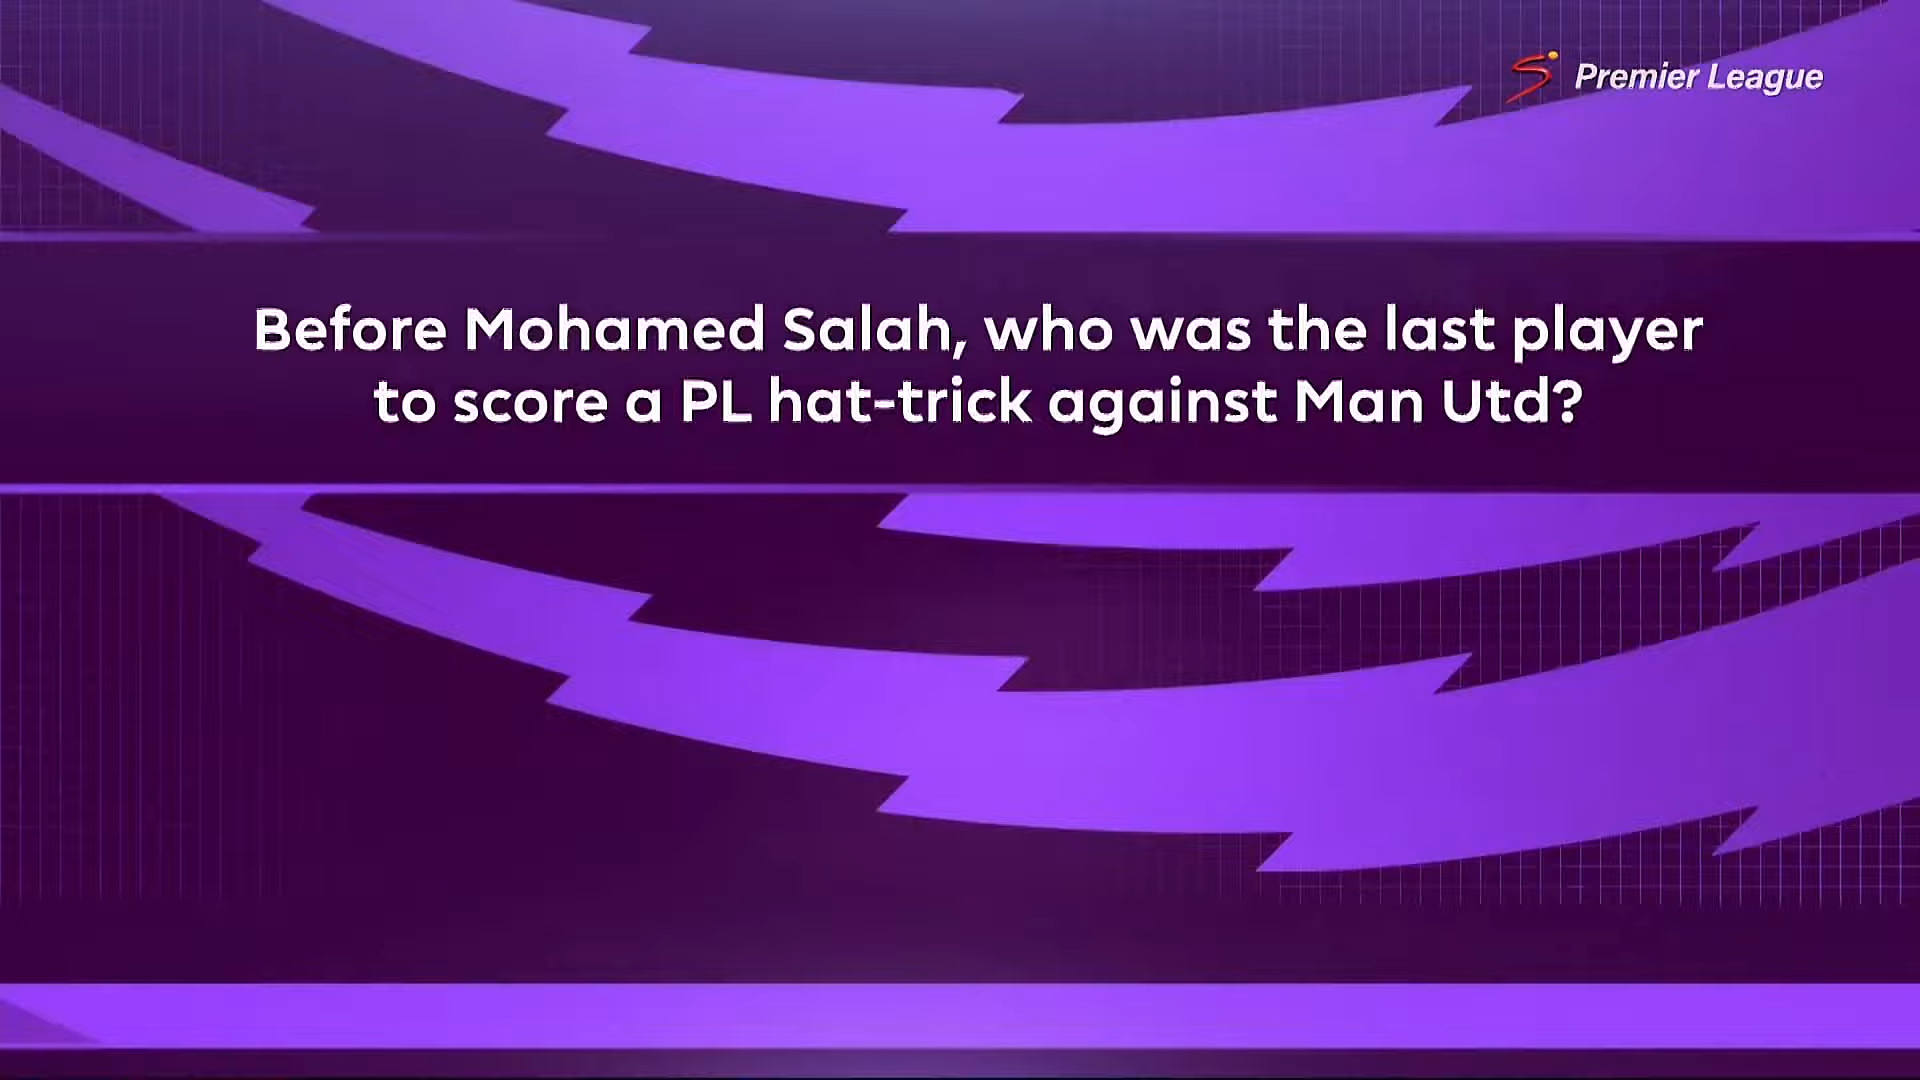 Premier League
Before Mohamed Salah, who was the last player
to score a PL hat-trick against Man Utd?